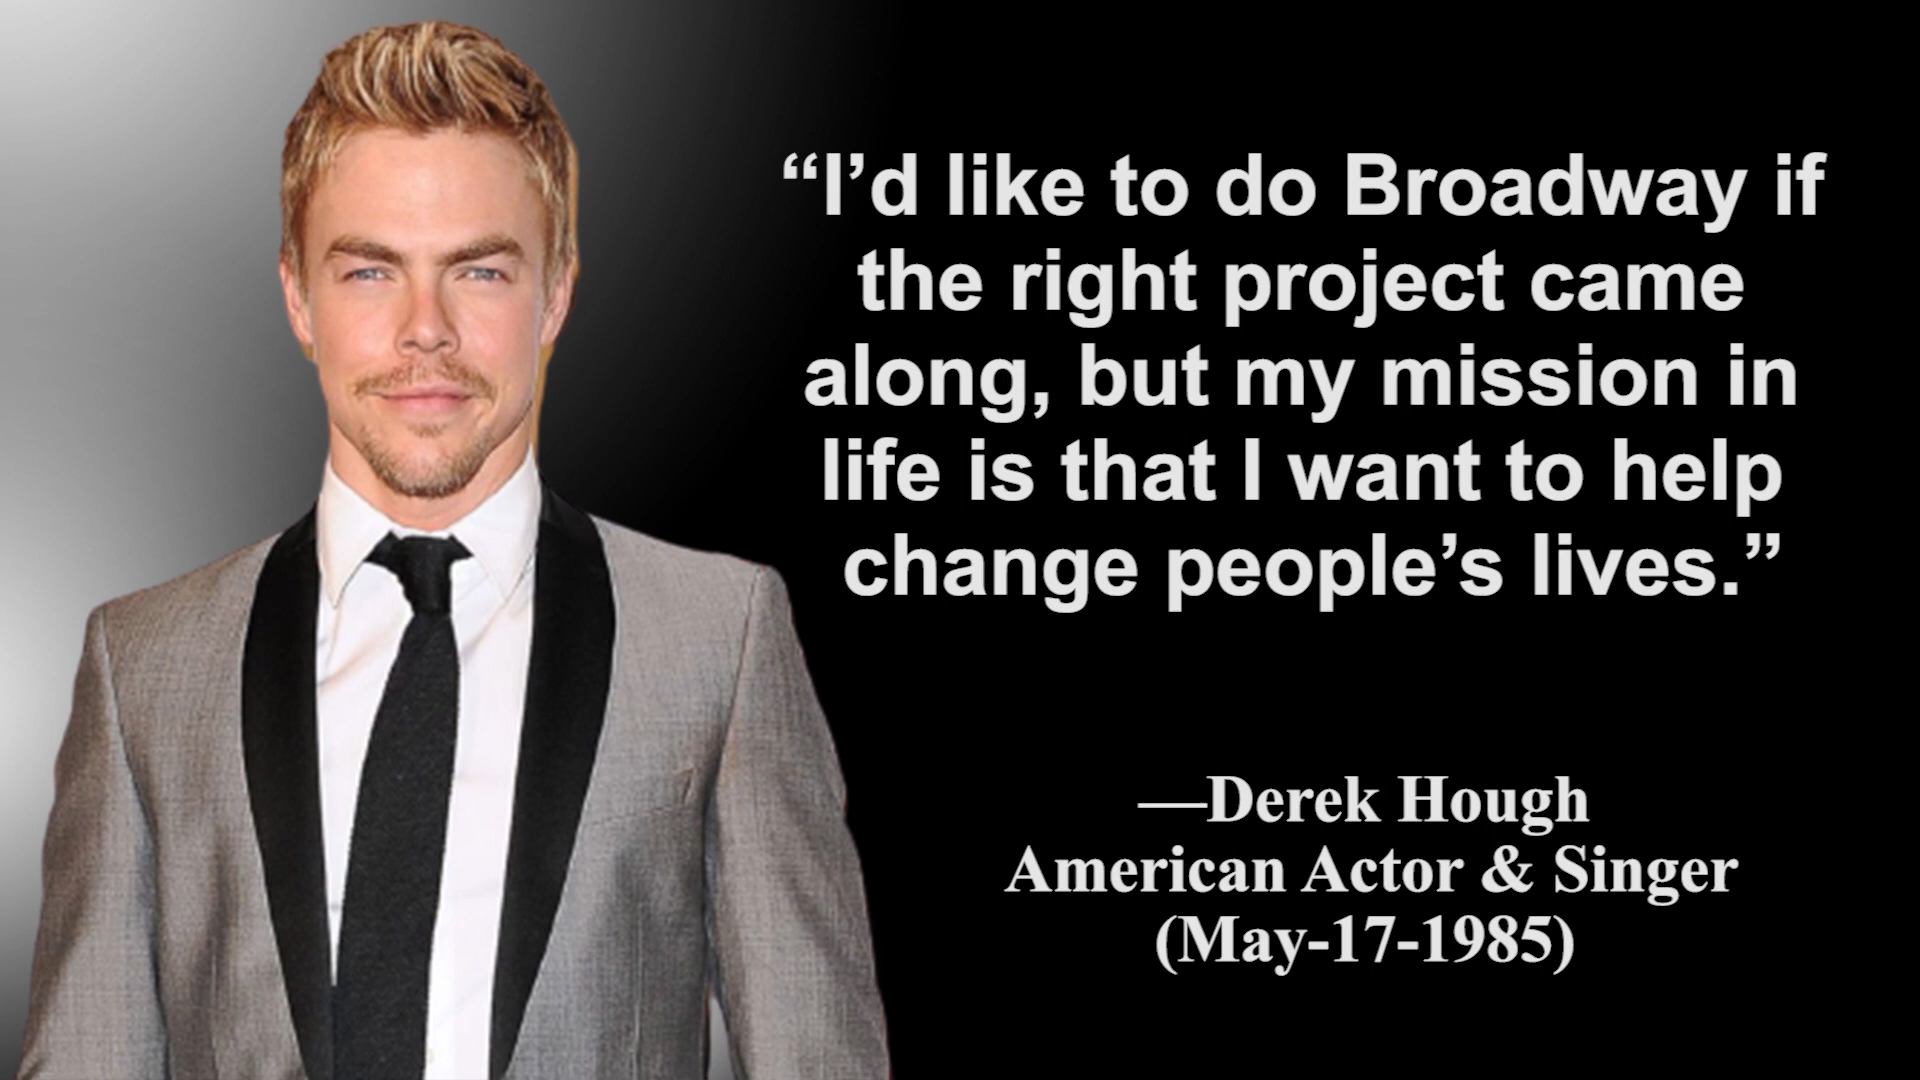 “I’d like to do Broadway if
the right project came
along, but my mission in
life is that I want to help
change people’s lives.”
—Derek Hough
American Actor & Singer
(May-17-1985)